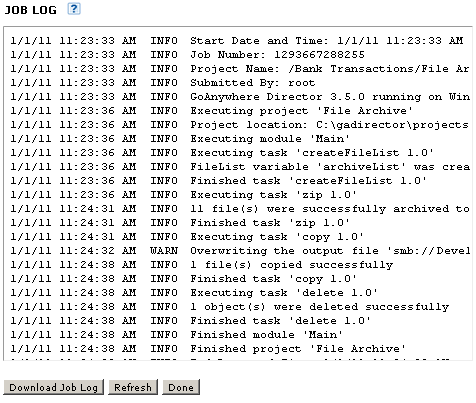 JOB LOG ?
1/1/11 11:23:33 AM INFO Start Date and Time: 1/1/11 11:23:33 AM
1/1/11 11:23:33 AM INFO Job Number: 1293667288255
1/1/11 11:23:33 AM INFO Project Name: /Bank Transactions/File Ar
1/1/11 11:23:33 AM INFO Submitted By: root
1/1/11 11:23:33 AM INFO GoAnywhere Director 3.5.0 running on Win
1/1/11 11:23:36 AM INFO Executing project 'File Archive'
1/1/11 11:23:36 AM INFO Project location: C:\gadirector\projects
1/1/11 11:23:36 AM INFO Executing module 'Main'
1/1/11 11:23:36 AM INFO Executing task 'createFileList 1.0'
1/1/11 11:23:36 AM INFO FileList variable 'archiveList' was crea
1/1/11 11:23:36 AM INFO Finished task 'createFileList 1.0'
1/1/11 11:23:36 AM INFO Executing task 'zip 1.0'
1/1/11 11:24:31 AM INFO 11 file(s) were successfully archived to
1/1/11 11:24:31 AM INFO Finished task 'zip 1.0'
1/1/11 11:24:31 AM INFO Executing task 'copy 1.0'
1/1/11 11:24:32 AM WARN Overwriting the output file 'smb://Devel
1/1/11 11:24:38 AM INFO 1 file(s) copied successfully
1/1/11 11:24:38 AM INFO Finished task 'copy 1.0'
1/1/11 11:24:38 AM INFO Executing task 'delete 1.0'
1/1/11 11:24:38 AM INFO 1 object(s) were deleted successfully
1/1/11 11:24:38 AM INFO Finished task 'delete 1.0'
1/1/11 11:24:38 AM INFO Finished module 'Main'
1/1/11 11:24:38 AM INFO Finished project 'File Archive'
Download Job Log Refresh Done